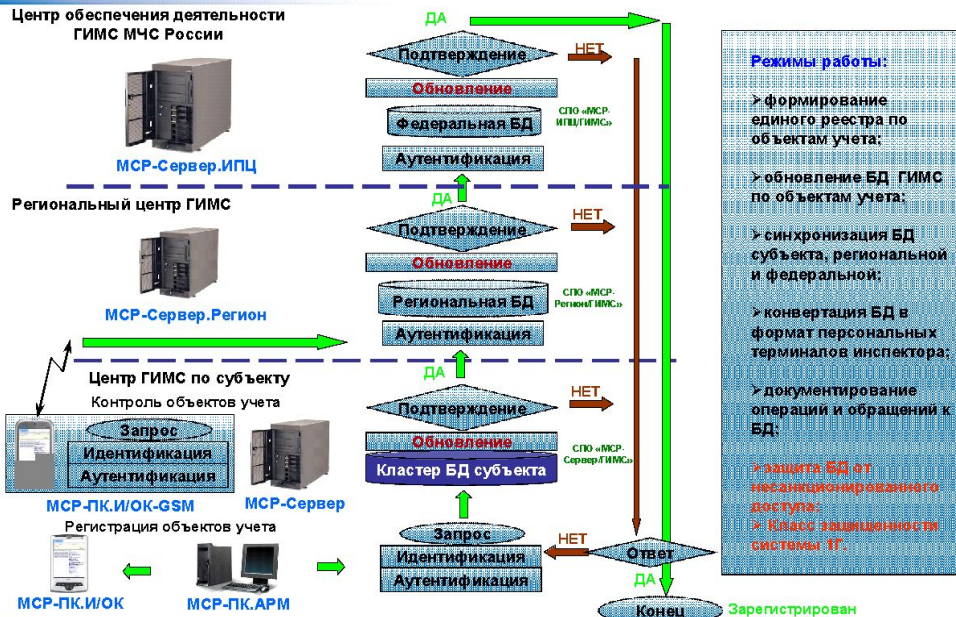 Центр обеспечения деятельности
ГИМС МЧС России
МСР-Сервер.ИПЦ
ДА
Подтверждение
НЕТ
Обновление
Федеральная БД
СПО «МСР-
ИПЦ/ГИМС»
Аутентификация
ДА
Региональный центр ГИМС
МСР-Сервер.Регион
Подтверждение
НЕТ
Обновление
Региональная БД
СПО «МСР-
Регион/ГИМС»
Аутентификация
ДА
Центр ГИМС по субъекту
Контроль объектов учета
Запрос
Идентификация
Аутентификация
МСР-ПК.И/ОК-GSM
МСР-Сервер
Подтверждение
НЕТ
Обновление
Кластер БД субъекта
СПО «МСР-
Сервер/ГИМС»
Регистрация объектов учета
МСР-ПК.И/ОК
МСР-ПК.АРМ
Запрос
Идентификация
Аутентификация
НЕТ
Ответ
ДА
Конец
Зарегистрирован
Режимы работы:
➢формирование
единого реестра по
объектам учета;
➢обновление БД ГИМС
по объектам учета;
➢синхронизация БД
субъекта, региональной
и федеральной;
➢конвертация БД в
формат персональных
терминалов инспектора;
➢документирование
операции и обращений к
БД;
➢защита БД от
несанкционированного
доступа;
➢ Класс защищенности
системы 1Г.